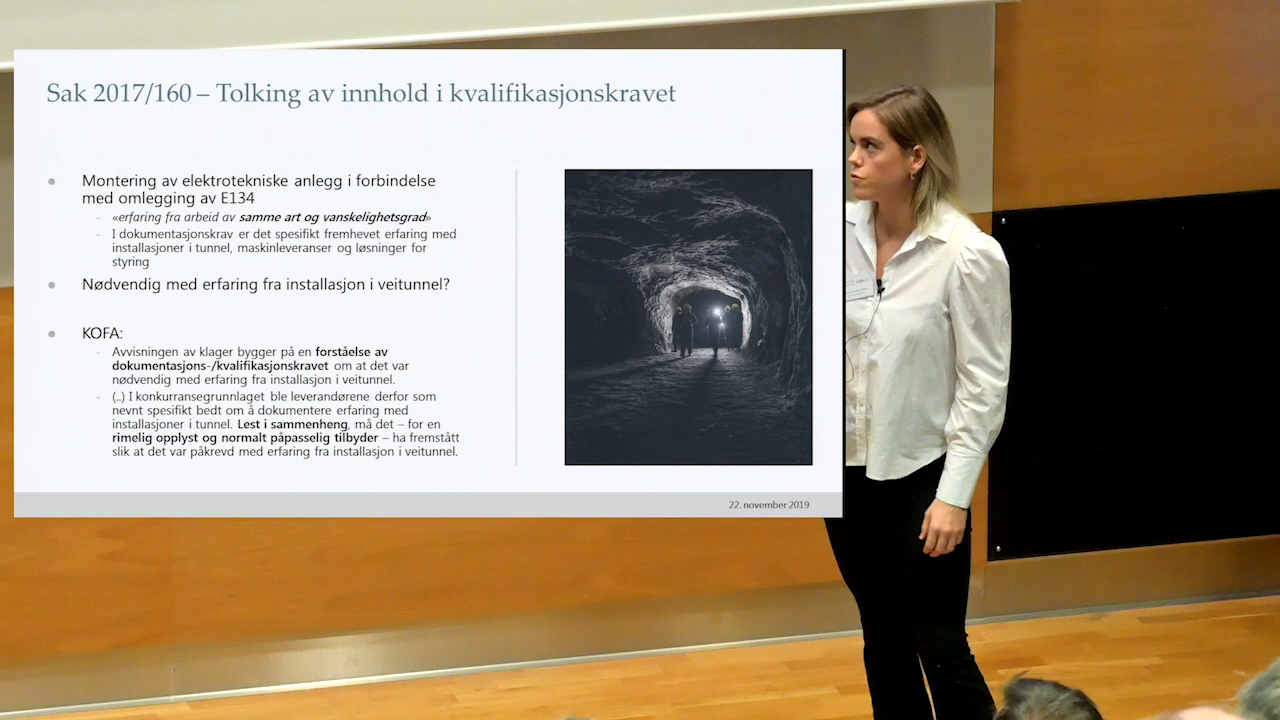 Sak 2017/160 – Tolking av innhold i kvalifikasjonskravet
• Montering av elektrotekniske anlegg i forbindelse
med omlegging av E134
- «erfaring fra arbeid av samme art og vanskelighetsgrad»
- I dokumentasjonskrav er det spesifikt fremhevet erfaring med
installasjoner i tunnel, maskinleveranser og løsninger for
styring
• Nødvendig med erfaring fra installasjon i veitunnel?
• KOFA:
- Avvisningen av klager bygger på en forståelse av
dokumentasjons-/kvalifikasjonskravet om at det var
nødvendig med erfaring fra installasjon i veitunnel.
- (..) I konkurransegrunnlaget ble leverandørene derfor som
nevnt spesifikt bedt om å dokumentere erfaring med
installasjoner i tunnel. Lest i sammenheng, må det – for en
rimelig opplyst og normalt påpasselig tilbyder – ha fremstått
slik at det var påkrevd med erfaring fra installasjon i veitunnel.
22. november 2019